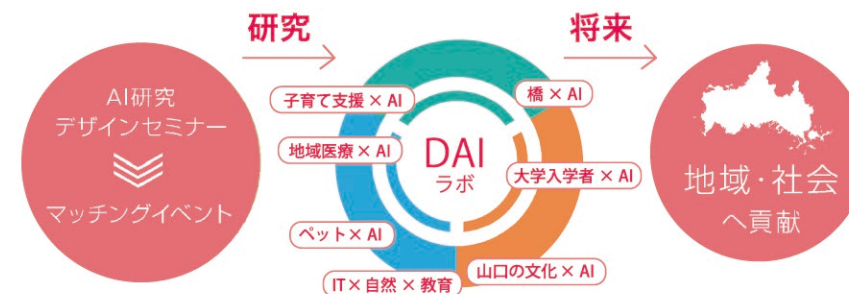 研究
将来
AI研究
デザインセミナー
マッチングイベント
子育て支援 × AI
橋 × AI
地域医療 × AI
DAI
ラボ
大学入学者 × AI
ペット× AI
山口の文化 × AI
IT× 自然 × 教育
地域・社会
へ貢献